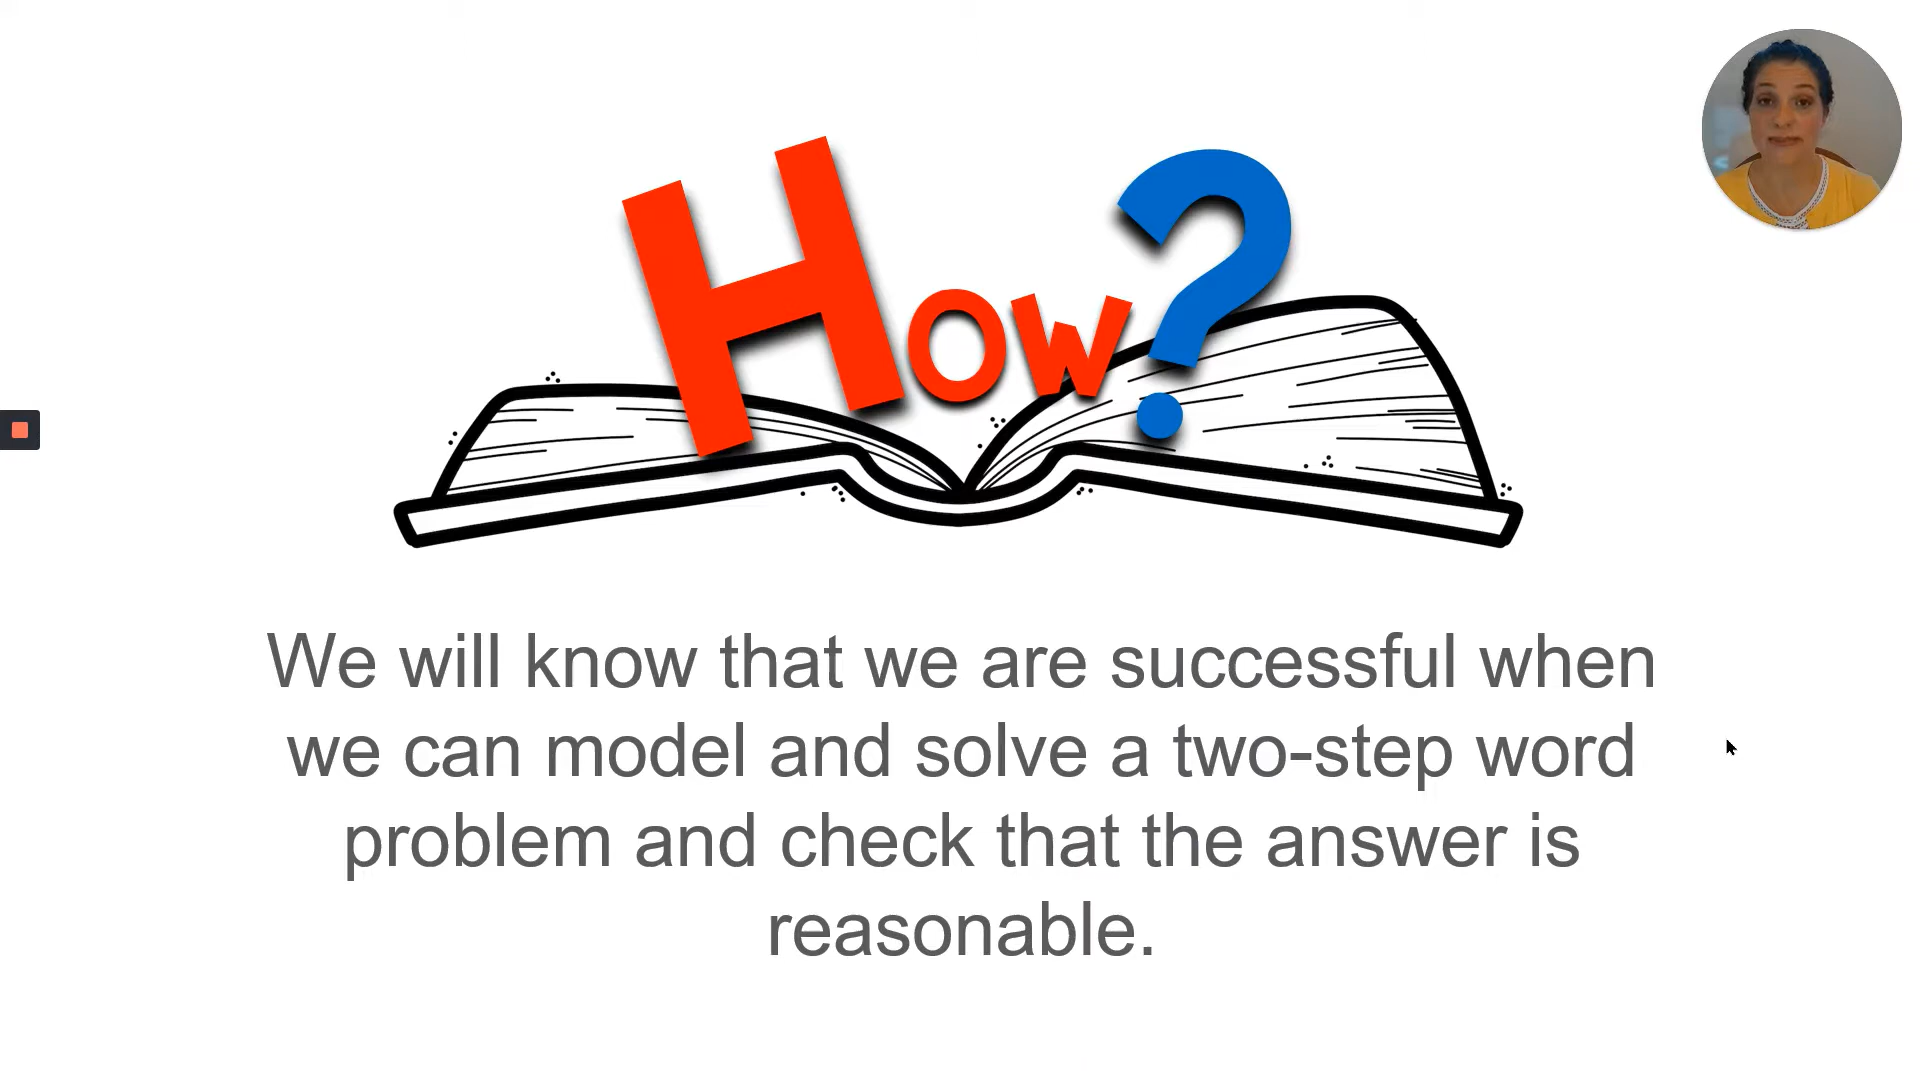 How?
We will know that we are successful when
we can model and solve a two-step word
problem and check that the answer is
reasonable.